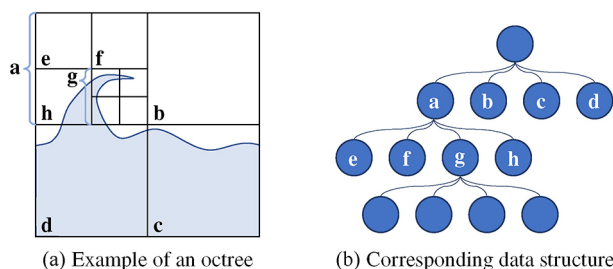 e f
a g
h b
d c
(a) Example of an octree
a b c d
e f g h
(b) Corresponding data structure